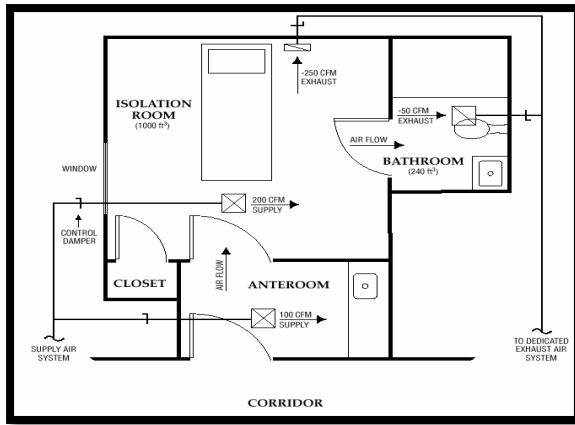 -250 CFM
EXHAUST
ISOLATION
ROOM
(1000 ft³)
-50 CFM
EXHAUST
AIR FLOW
BATHROOM
(240 ft³)
WINDOW
200 CFM
SUPPLY
CONTROL
DAMPER
CLOSET
AIR FLOW
ANTEROOM
100 CFM
SUPPLY
SUPPLY AIR
SYSTEM
TO DEDICATED
EXHAUST AIR
SYSTEM
CORRIDOR